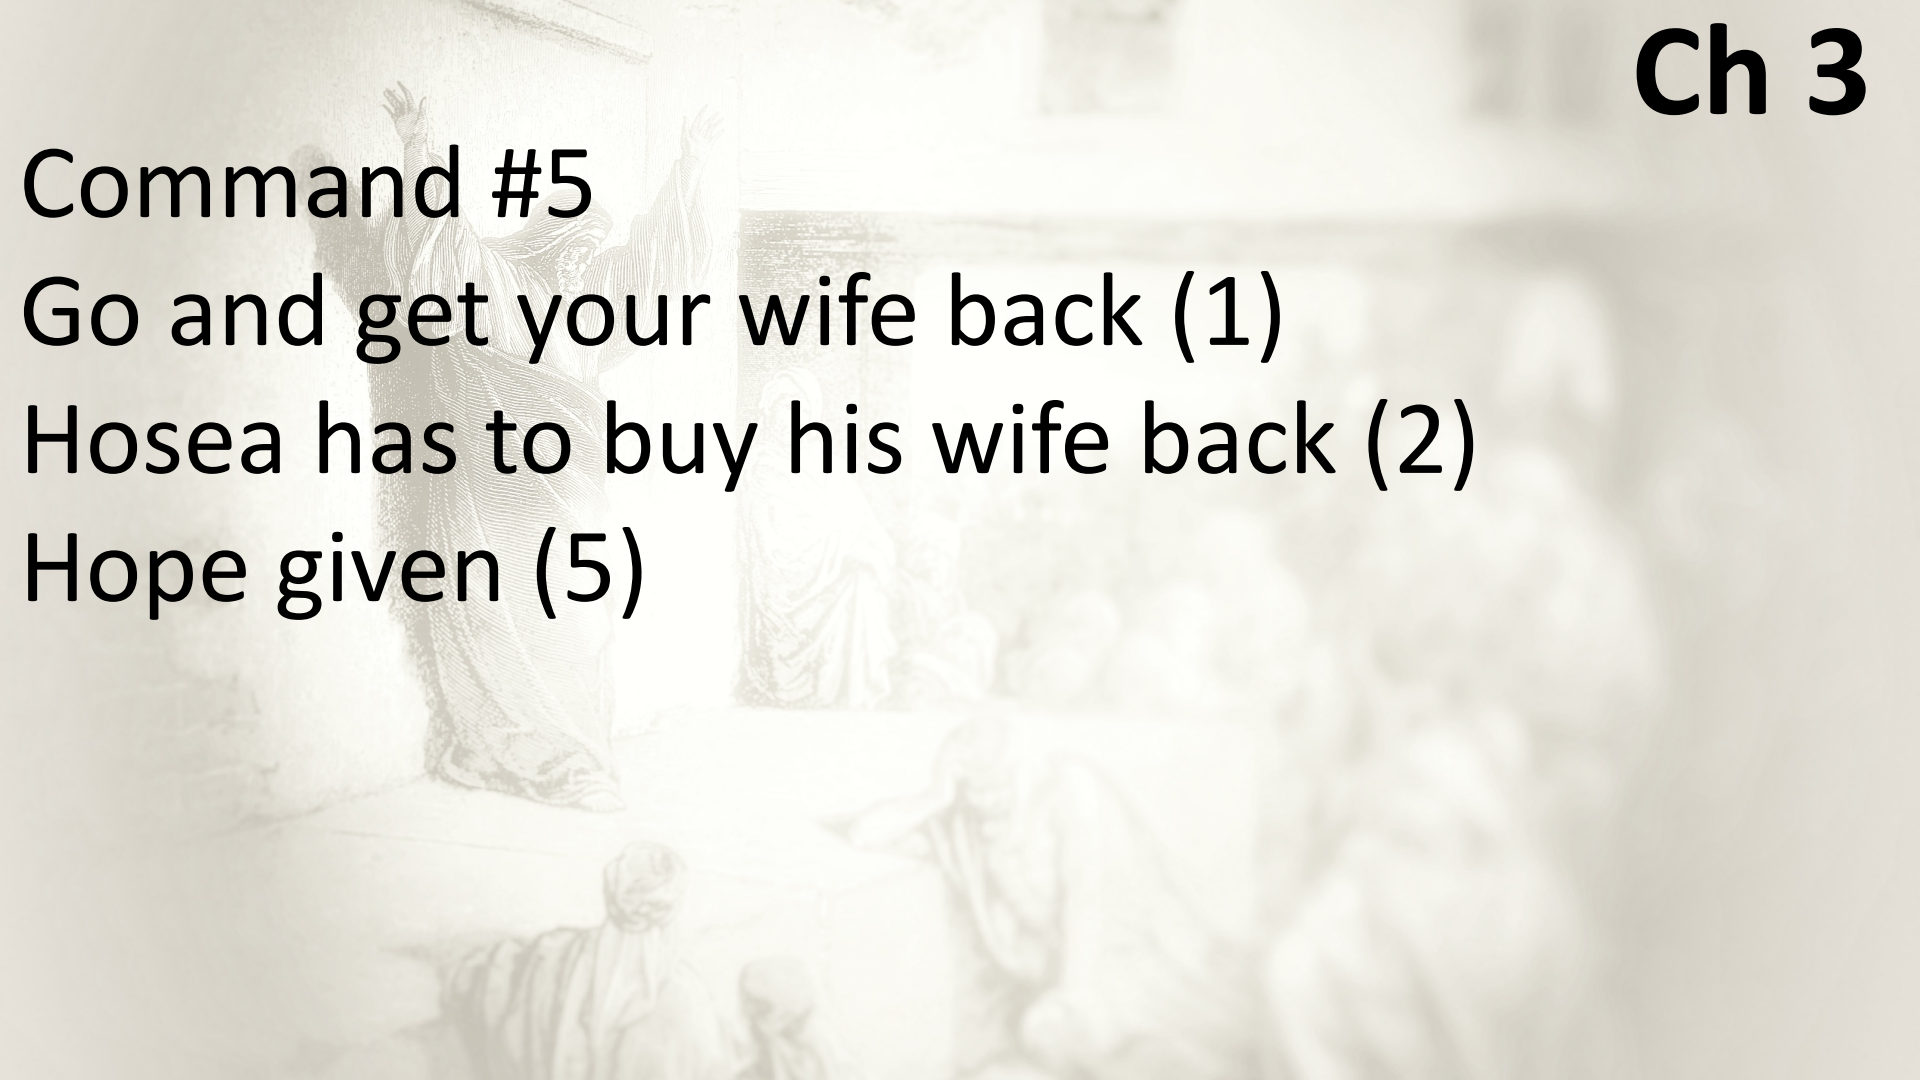 Ch 3
Command #5
Go and get your wife back (1)
Hosea has to buy his wife back (2)
Hope given (5)